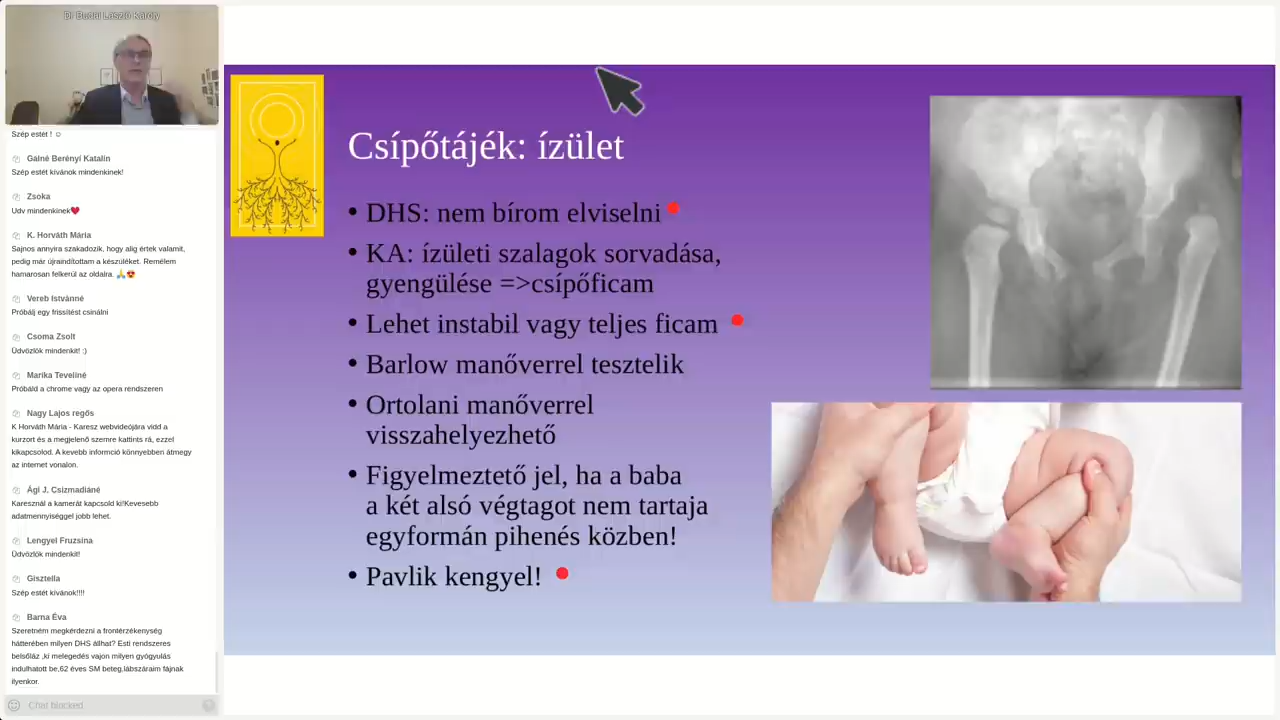 Dr Budai László Károly
Szép estét ! ☺
Gálné Berényi Katalin
Szép estét kívánok mindenkinek!
Zsoka
Udv mindenkinek❤️
K. Horváth Mária
Sajnos annyira szakadozik, hogy alig értek valamit,
pedig már újraindítottam a készüléket. Remélem
hamarosan felkerül az oldalra. 🙏😍
Vereb Istvánné
Próbálj egy frissítést csinálni
Csoma Zsolt
Üdvözlök mindenkit! :)
Marika Teveliné
Próbáld a chrome vagy az opera rendszeren
Nagy Lajos regős
K Horváth Mária - Karesz webvideójára vidd a
kurzort és a megjelenő szemre kattints rá, ezzel
kikapcsolod. A kevebb informció könnyebben átmegy
az internet vonalon.
Ági J. Csizmadiáné
Karesznál a kamerát kapcsold ki!Kevesebb
adatmennyiséggel jobb lehet.
Lengyel Fruzsina
Üdvözlök mindenkit!
Gisztella
Szép estét kívánok!!!!
Barna Éva
Szeretném megkérdezni a frontérzékenység
hátterében milyen DHS állhat? Esti rendszeres
belsőláz ,ki melegedés vajon milyen gyógyulás
indulhatott be,62 éves SM beteg,lábszáraim fájnak
ilyenkor.
Chat blocked
Csípőtájék: ízület
• DHS: nem bírom elviselni
• KA: ízületi szalagok sorvadása,
gyengülése =>csípőficam
• Lehet instabil vagy teljes ficam
• Barlow manőverrel tesztelik
• Ortolani manőverrel
visszahelyezhető
• Figyelmeztető jel, ha a baba
a két alsó végtagot nem tartaja
egyformán pihenés közben!
• Pavlik kengyel!